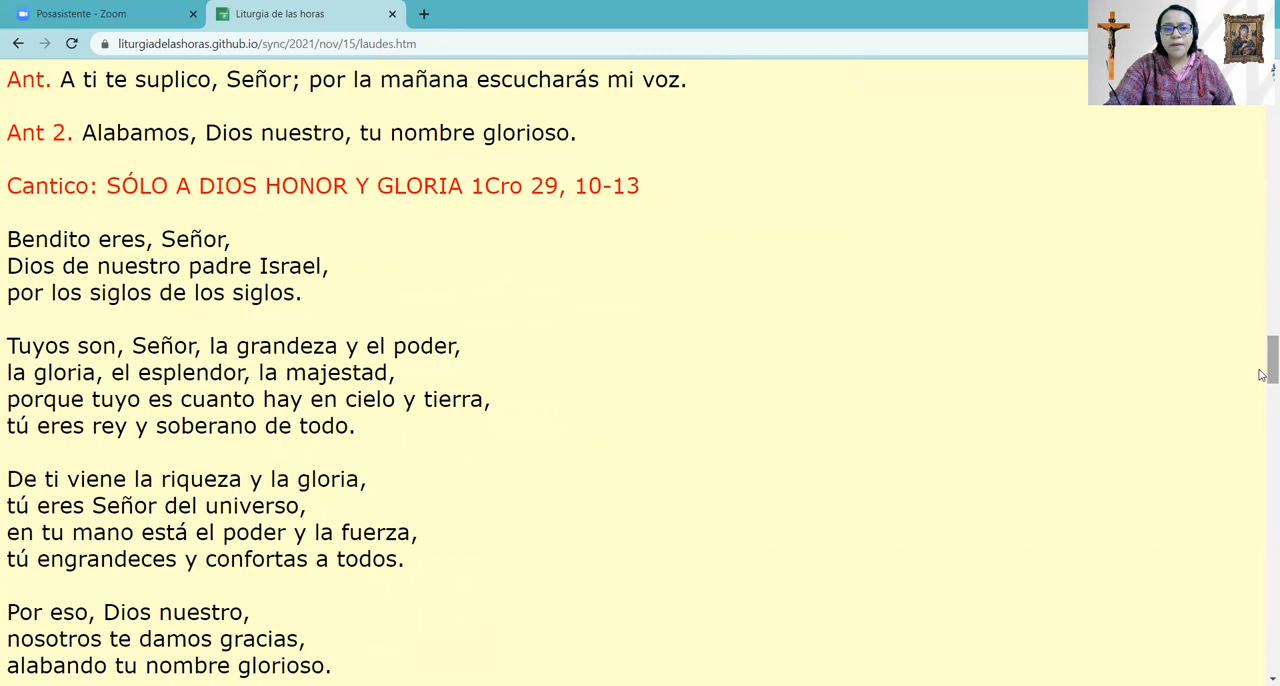 Posasistente - Zoom
Liturgia de las horas
liturgiadelashoras.github.io/sync/2021/nov/15/laudes.htm
Ant. A ti te suplico, Señor; por la mañana escucharás mi voz.
Ant 2. Alabamos, Dios nuestro, tu nombre glorioso.
Cantico: SÓLO A DIOS HONOR Y GLORIA 1Cro 29, 10-13
Bendito eres, Señor,
Dios de nuestro padre Israel,
por los siglos de los siglos.
Tuyos son, Señor, la grandeza y el poder,
la gloria, el esplendor, la majestad,
porque tuyo es cuanto hay en cielo y tierra,
tú eres rey y soberano de todo.
De ti viene la riqueza y la gloria,
tú eres Señor del universo,
en tu mano está el poder y la fuerza,
tú engrandeces y confortas a todos.
Por eso, Dios nuestro,
nosotros te damos gracias,
alabando tu nombre glorioso.